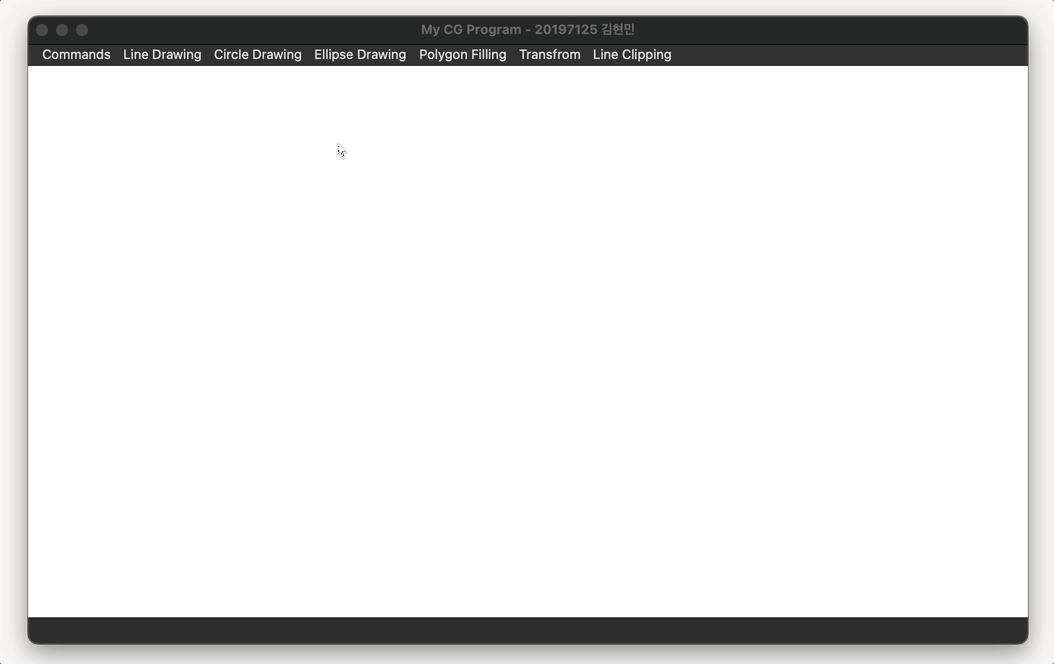 My CG Program - 20197125 김현민
Commands Line Drawing Circle Drawing Ellipse Drawing Polygon Filling Transfrom Line Clipping